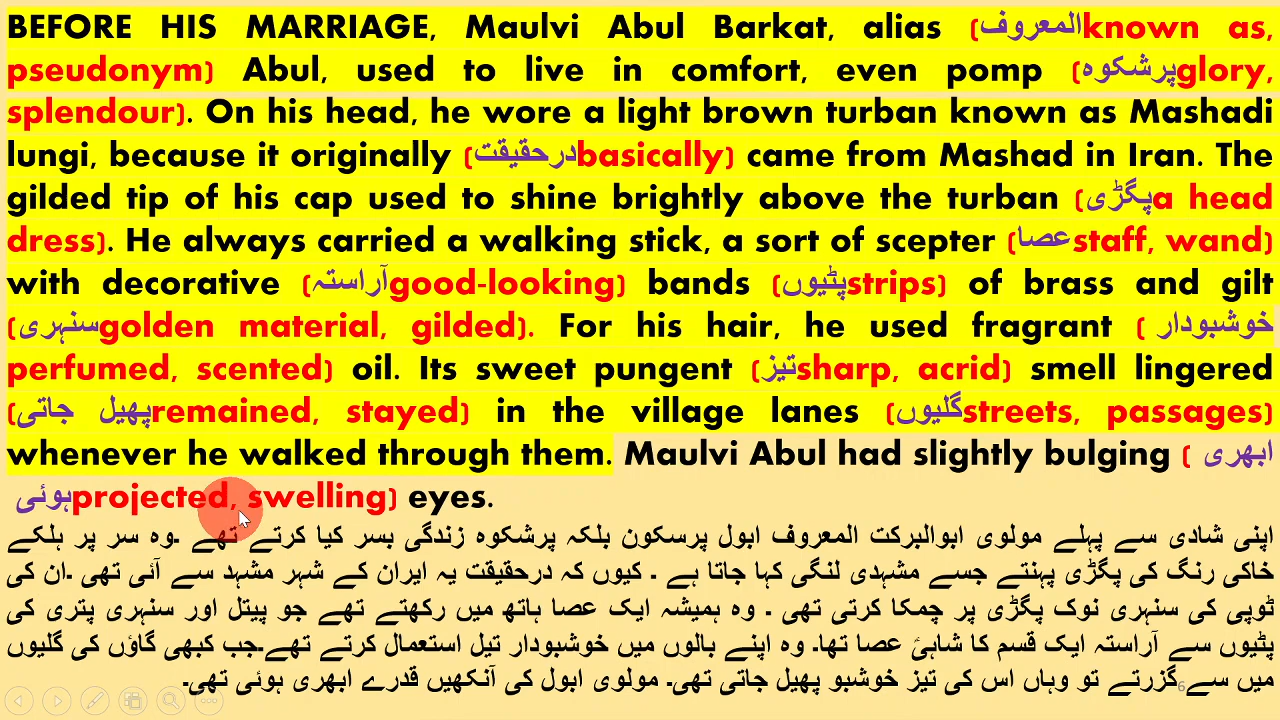 BEFORE HIS MARRIAGE, Maulvi Abul Barkat, alias (المعروفknown as,
pseudonym) Abul, used to live in comfort, even pomp (پرشکوہglory,
splendour). On his head, he wore a light brown turban known as Mashadi
lungi, because it originally (درحقیقتbasically) came from Mashad in Iran. The
gilded tip of his cap used to shine brightly above the turban (پگڑیa head
dress). He always carried a walking stick, a sort of scepter (عصاstaff, wand)
with decorative (آراستہgood-looking) bands (پٹیوںstrips) of brass and gilt
(سنہریgolden material, gilded). For his hair, he used fragrant (خوشبودار
perfumed, scented) oil. Its sweet pungent (تیزsharp, acrid) smell lingered
(پھیل جاتیremained, stayed) in the village lanes (گلیوںstreets, passages)
whenever he walked through them. Maulvi Abul had slightly bulging (ابھری
ہوئیprojected, swelling) eyes.
اپنی شادی سے پہلے مولوی ابوالبرکت المعروف ابول پرسکون بلکہ پرشکوہ زندگی بسر کیا کرتے تھے ۔وہ سر پر ہلکے
خاکی رنگ کی پگڑی پہنتے جسے مشہدی لنگی کہا جاتا ہے ۔ کیوں کہ درحقیقت یہ ایران کے شہر مشہد سے آئی تھی ۔ان کی
ٹوپی کی سنہری نوک پگڑی پر چمکا کرتی تھی ۔ وہ ہمیشہ ایک عصا ہاتھ میں رکھتے تھے جو پیتل اور سنہری پتری کی
پٹیوں سے آراستہ ایک قسم کا شاہئ عصا تھا۔ وہ اپنے بالوں میں خوشبودار تیل استعمال کرتے تھے۔جب کبھی گاؤں کی گلیوں
میں سے گزرتے تو وہاں اس کی تیز خوشبو پھیل جاتی تھی۔ مولوی ابول کی آنکھیں قدرے ابھری ہوئی تھی۔
6